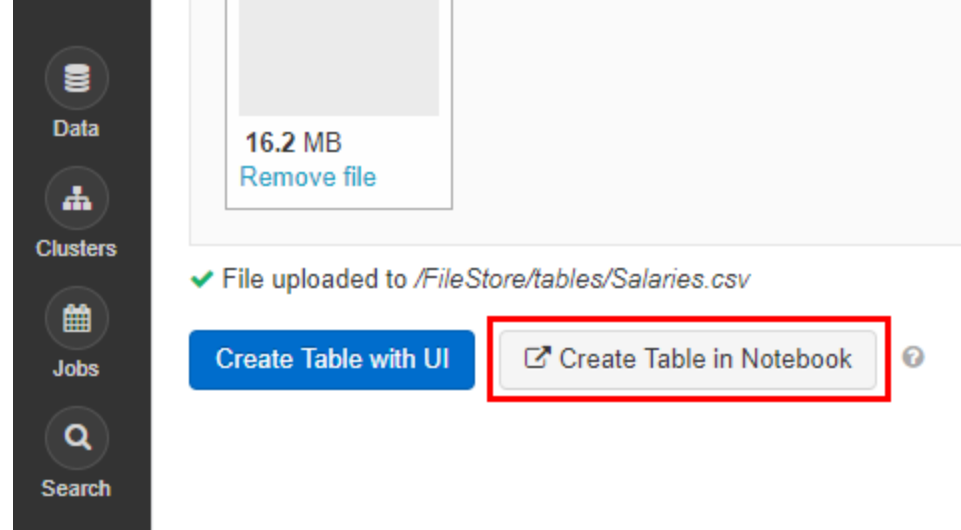 Data
Clusters
Jobs
Search
16.2 MB
Remove file
File uploaded to /FileStore/tables/Salaries.csv
Create Table with UI
Create Table in Notebook
?